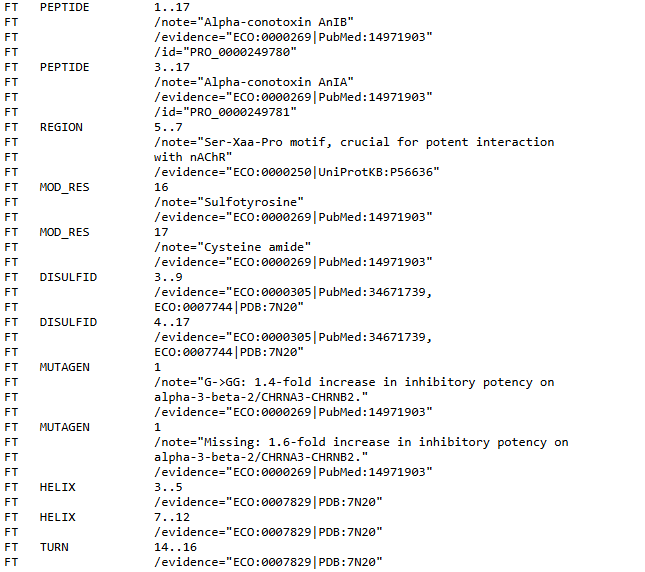 FT   PEPTIDE         1..17
FT                   /note="Alpha-conotoxin AnIB"
FT                   /evidence="ECO:0000269|PubMed:14971903"
FT                   /id="PRO_0000249780"
FT   PEPTIDE         3..17
FT                   /note="Alpha-conotoxin AnIA"
FT                   /evidence="ECO:0000269|PubMed:14971903"
FT                   /id="PRO_0000249781"
FT   REGION          5..7
FT                   /note="Ser-Xaa-Pro motif, crucial for potent interaction
FT                   with nAChR"
FT                   /evidence="ECO:0000250|UniProtKB:P56636"
FT   MOD_RES         16
FT                   /note="Sulfotyrosine"
FT                   /evidence="ECO:0000269|PubMed:14971903"
FT   MOD_RES         17
FT                   /note="Cysteine amide"
FT                   /evidence="ECO:0000269|PubMed:14971903"
FT   DISULFID        3..9
FT                   /evidence="ECO:0000305|PubMed:34671739,
FT                   ECO:0007744|PDB:7N20"
FT   DISULFID        4..17
FT                   /evidence="ECO:0000305|PubMed:34671739,
FT                   ECO:0007744|PDB:7N20"
FT   MUTAGEN         1
FT                   /note="G->GG: 1.4-fold increase in inhibitory potency on
FT                   alpha-3-beta-2/CHRNA3-CHRNB2."
FT                   /evidence="ECO:0000269|PubMed:14971903"
FT   MUTAGEN         1
FT                   /note="Missing: 1.6-fold increase in inhibitory potency on
FT                   alpha-3-beta-2/CHRNA3-CHRNB2."
FT                   /evidence="ECO:0000269|PubMed:14971903"
FT   HELIX           3..5
FT                   /evidence="ECO:0007829|PDB:7N20"
FT   HELIX           7..12
FT                   /evidence="ECO:0007829|PDB:7N20"
FT   TURN            14..16
FT                   /evidence="ECO:0007829|PDB:7N20"